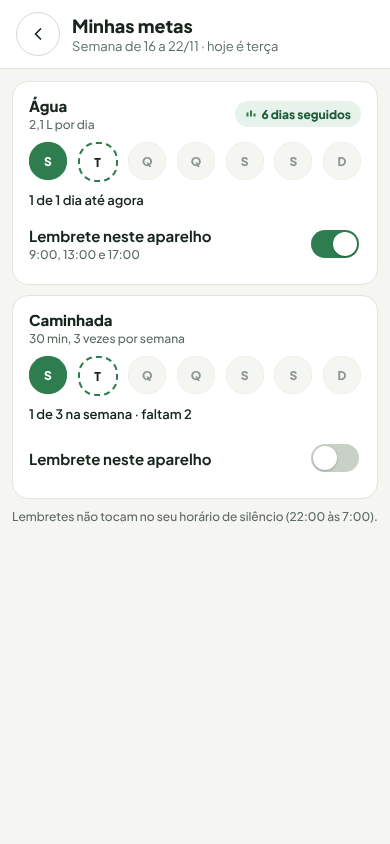 Minhas metas
Semana de 16 a 22/11 · hoje é terça
Água
6 dias seguidos
2,1 L por dia
S T Q Q S S D
1 de 1 dia até agora
Lembrete neste aparelho
9:00, 13:00 e 17:00
Caminhada
30 min, 3 vezes por semana
S T Q Q S S D
1 de 3 na semana · faltam 2
Lembrete neste aparelho
Lembretes não tocam no seu horário de silêncio (22:00 às 7:00).